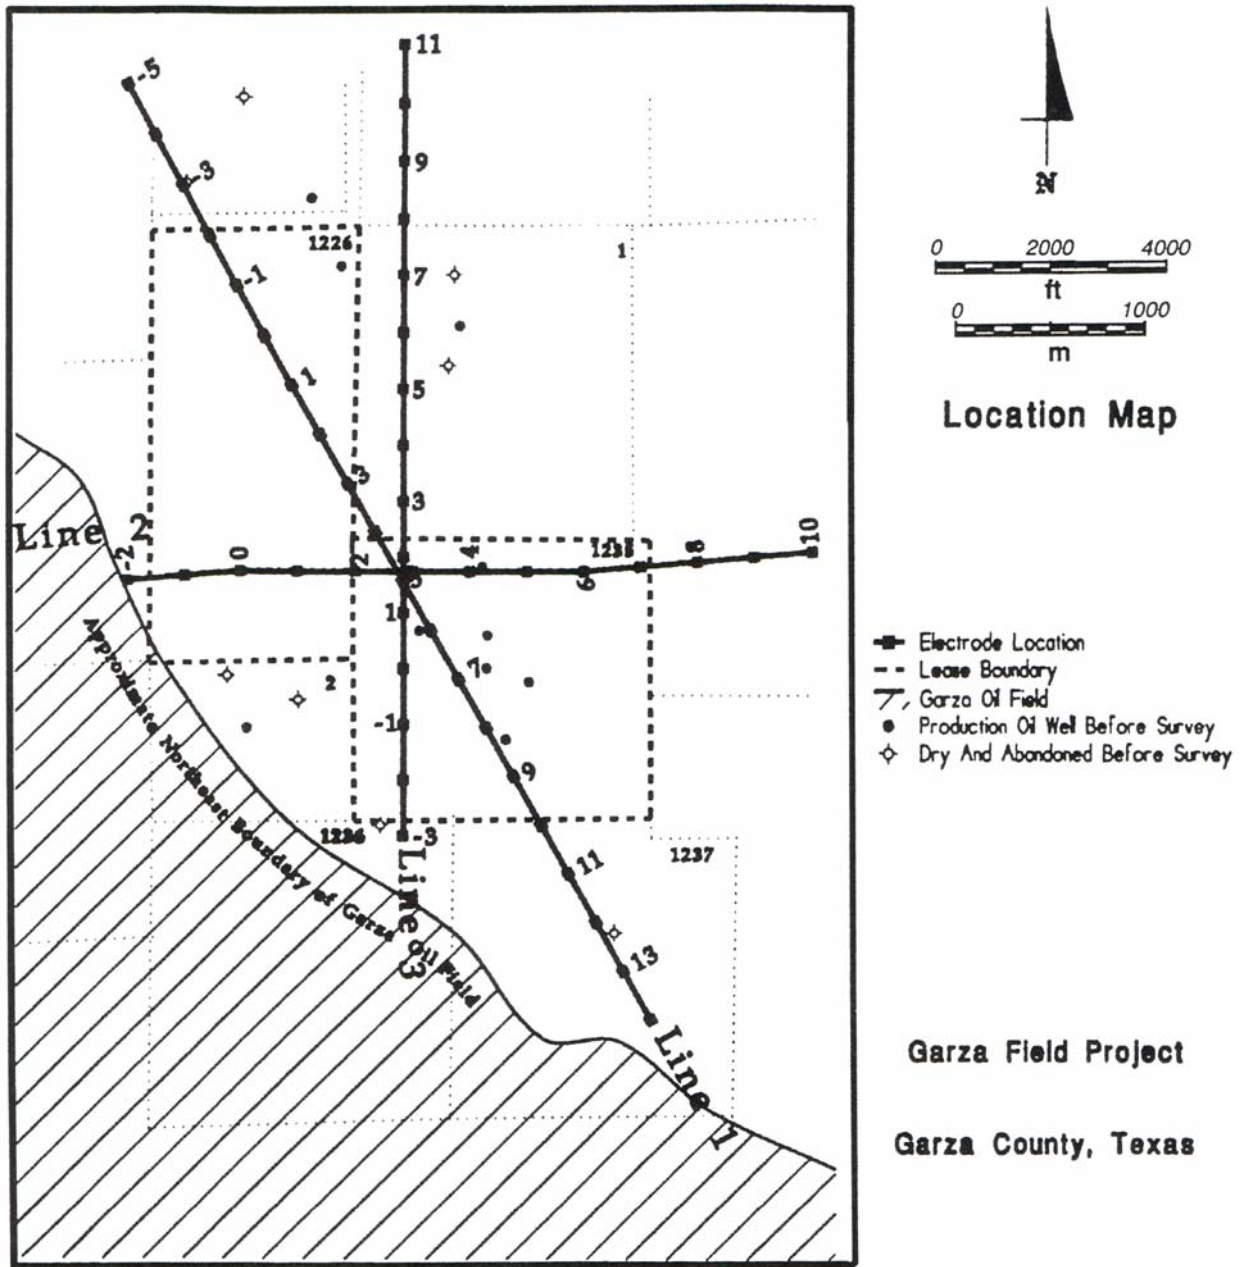 11
-5
-3
9
1226
1
-1
7
1
5
3
3
Line 2
-2
0
2
4
1235
6
8
10
5
1
7
2
-1
9
1236
-3
1237
11
13
Line 3
Line 1
Approximate Northeast Boundary of Garza Oil Field
N
0 2000 4000
ft
0 1000
m
Location Map
Electrode Location
Lease Boundary
Garza Oil Field
Production Oil Well Before Survey
Dry And Abandoned Before Survey
Garza Field Project
Garza County, Texas